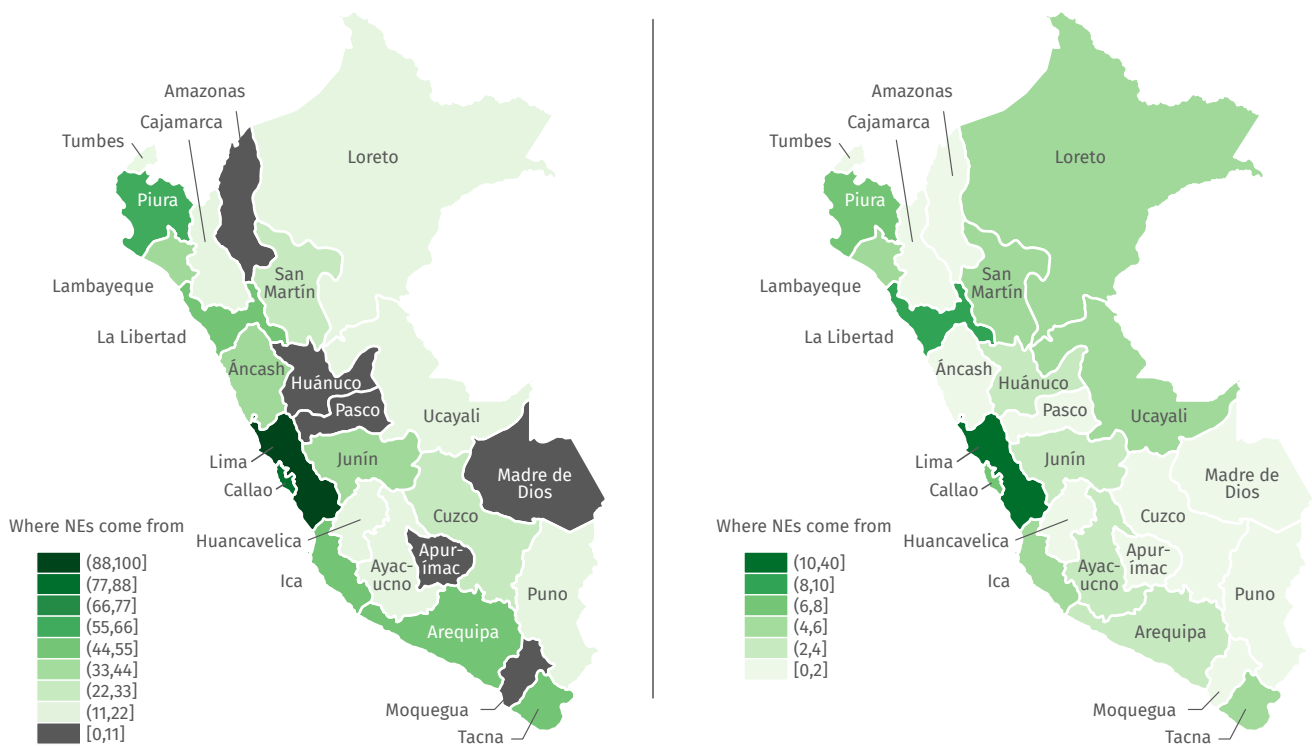 Amazonas
Cajamarca
Tumbes
Loreto
Piura
San
Martín
Lambayeque
La Libertad
Áncash
Huánuco
Pasco
Ucayali
Lima
Junín
Callao
Madre de
Dios
Cuzco
Where NEs come from
Huancavelica
Apur-
ímac
Ayac-
ucno
Ica
Puno
Arequipa
Moquegua
Tacna
(88,100]
(77,88]
(66,77]
(55,66]
(44,55]
(33,44]
(22,33]
(11,22]
[0,11]
Amazonas
Cajamarca
Tumbes
Loreto
Piura
San
Martín
Lambayeque
La Libertad
Áncash
Huánuco
Pasco
Ucayali
Lima
Junín
Callao
Madre de
Dios
Cuzco
Where NEs come from
Huancavelica
Apur-
ímac
Ayac-
ucno
Ica
Puno
Arequipa
Moquegua
Tacna
(10,40]
(8,10]
(6,8]
(4,6]
(2,4]
[0,2]